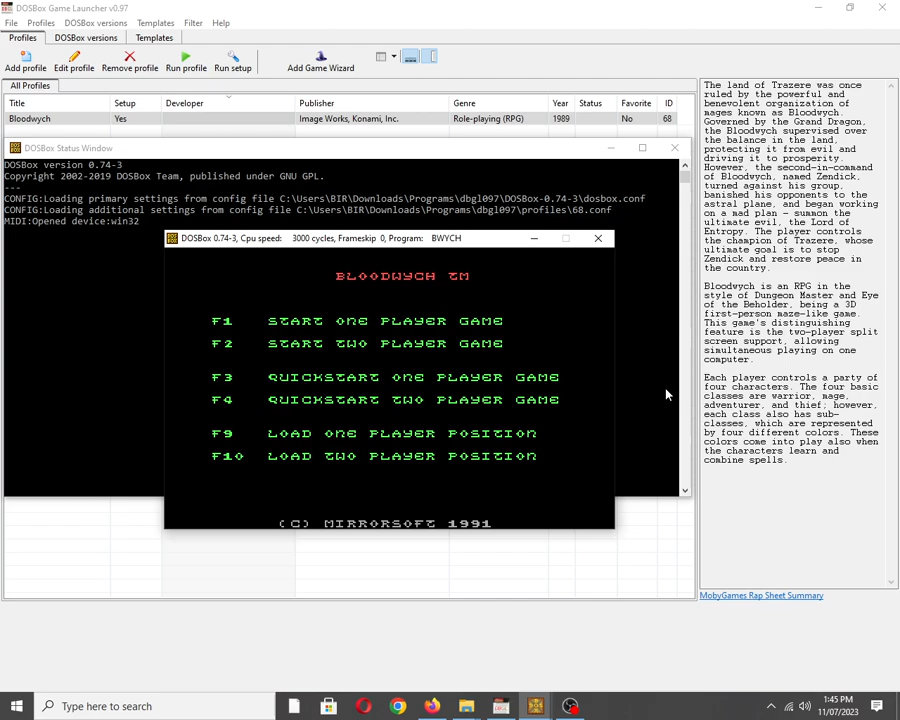 DOSBox Game Launcher v0.97
File Profiles DOSBox versions Templates Filter Help
Profiles DOSBox versions Templates
Add profile Edit profile Remove profile Run profile Run setup Add Game Wizard
All Profiles
Title Setup Developer Publisher Genre Year Status Favorite ID
Bloodwych Yes Image Works, Konami, Inc. Role-playing (RPG) 1989 No 68
DOSBox Status Window
DOSBox version 0.74-3
Copyright 2002-2019 DOSBox Team, published under GNU GPL.
---
CONFIG:Loading primary settings from config file C:\Users\BIR\Downloads\Programs\dbgl097\DOSBox-0.74-3\dosbox.conf
CONFIG:Loading additional settings from config file C:\Users\BIR\Downloads\Programs\dbgl097\profiles\68.conf
MIDI:Opened device:win32
DOSBox 0.74-3, Cpu speed: 3000 cycles, Frameskip 0, Program: BWYCH
BLOODWYCH TM
F1 START ONE PLAYER GAME
F2 START TWO PLAYER GAME
F3 QUICKSTART ONE PLAYER GAME
F4 QUICKSTART TWO PLAYER GAME
F9 LOAD ONE PLAYER POSITION
F10 LOAD TWO PLAYER POSITION
(C) MIRRORSOFT 1991
The land of Trazere was once
ruled by the powerful and
benevolent organization of
mages known as Bloodwych.
Governed by the Grand Dragon,
the Bloodwych supervised over
the balance in the land,
protecting it from evil and
driving it to prosperity.
However, the second-in-command
of Bloodwych, named Zendick,
turned against his group,
banished his opponents to the
astral plane, and began working
on a mad plan - summon the
ultimate evil, the Lord of
Entropy. The player controls
the champion of Trazere, whose
ultimate goal is to stop
Zendick and restore peace in
the country.
Bloodwych is an RPG in the
style of Dungeon Master and Eye
of the Beholder, being a 3D
first-person maze-like game.
This game's distinguishing
feature is the two-player split
screen support, allowing
simultaneous playing on one
computer.
Each player controls a party of
four characters. The four basic
classes are warrior, mage,
adventurer, and thief; however,
each class also has sub-
classes, which are represented
by four different colors. These
colors come into play also when
the characters learn and
combine spells.
MobyGames Rap Sheet Summary
Type here to search
1:45 PM
11/07/2023